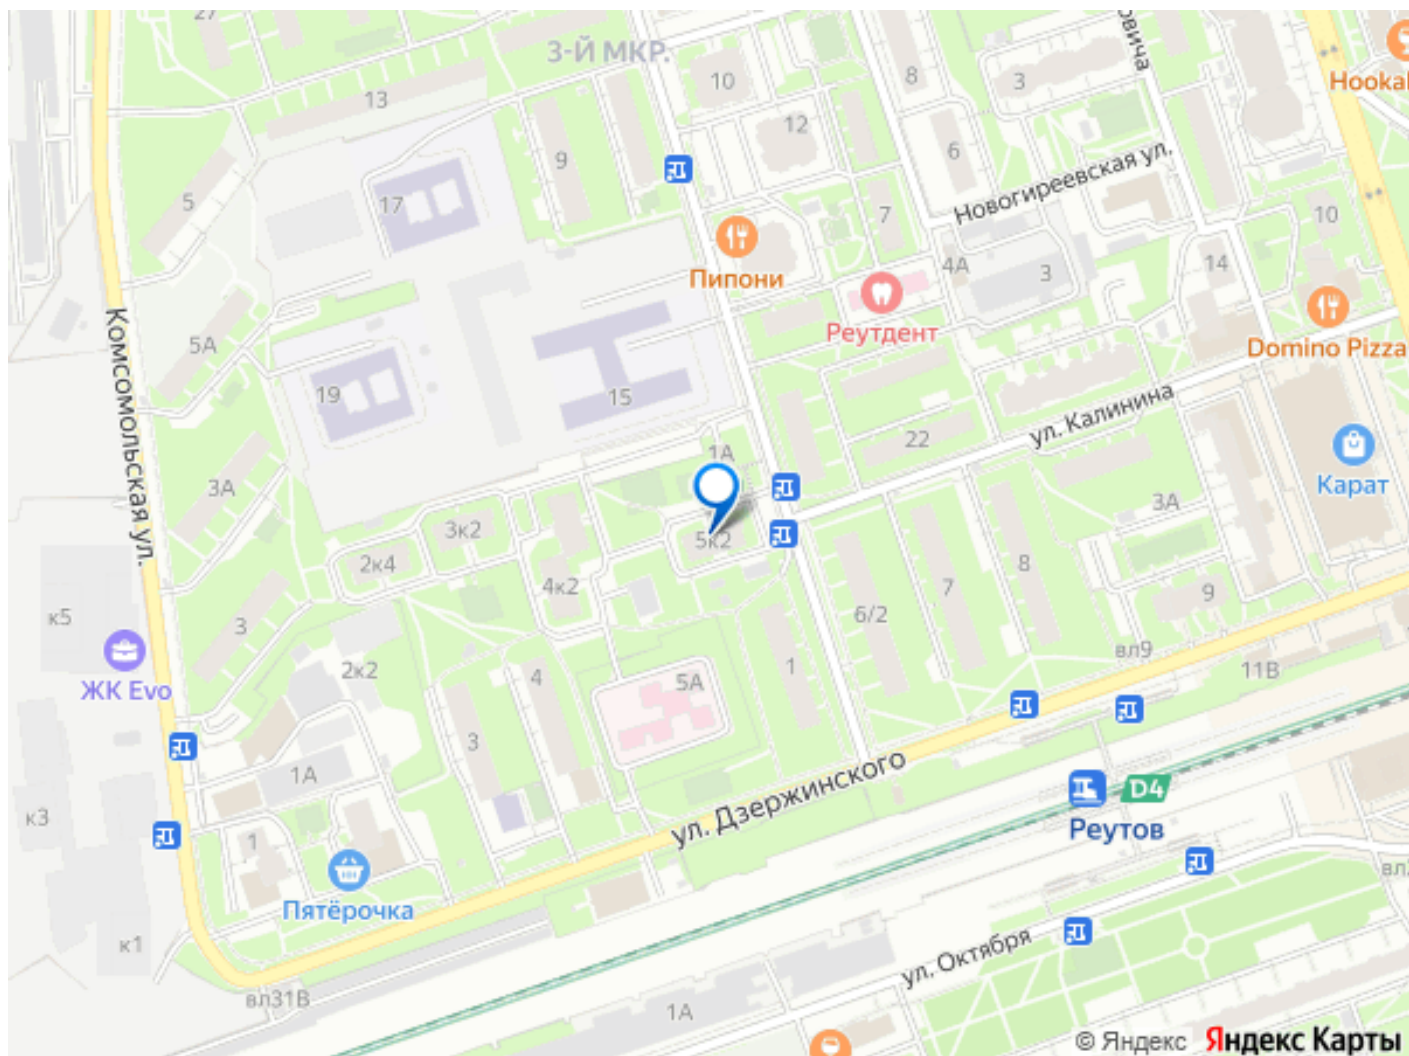 27
3-Й МКР.
10
8
3
овича
Hookal
13
12
9
6
Новогиреевская ул.
5
17
7
10
4А
3
14
Пипони
Реутдент
Domino Pizza
Комсомольская ул.
5А
19
15
22
ул. Калинина
1А
Карат
3А
3А
3к2
5к2
2к4
4к2
8
7
9
к5
3
6/2
вл9
ЖК Evo
2к2
4
5А
1
11В
3
1А
ул. Дзержинского
D4
Реутов
к3
1
Пятёрочка
вл2
к1
ул. Октября
вл31В
1А
© Яндекс Яндекс Карты